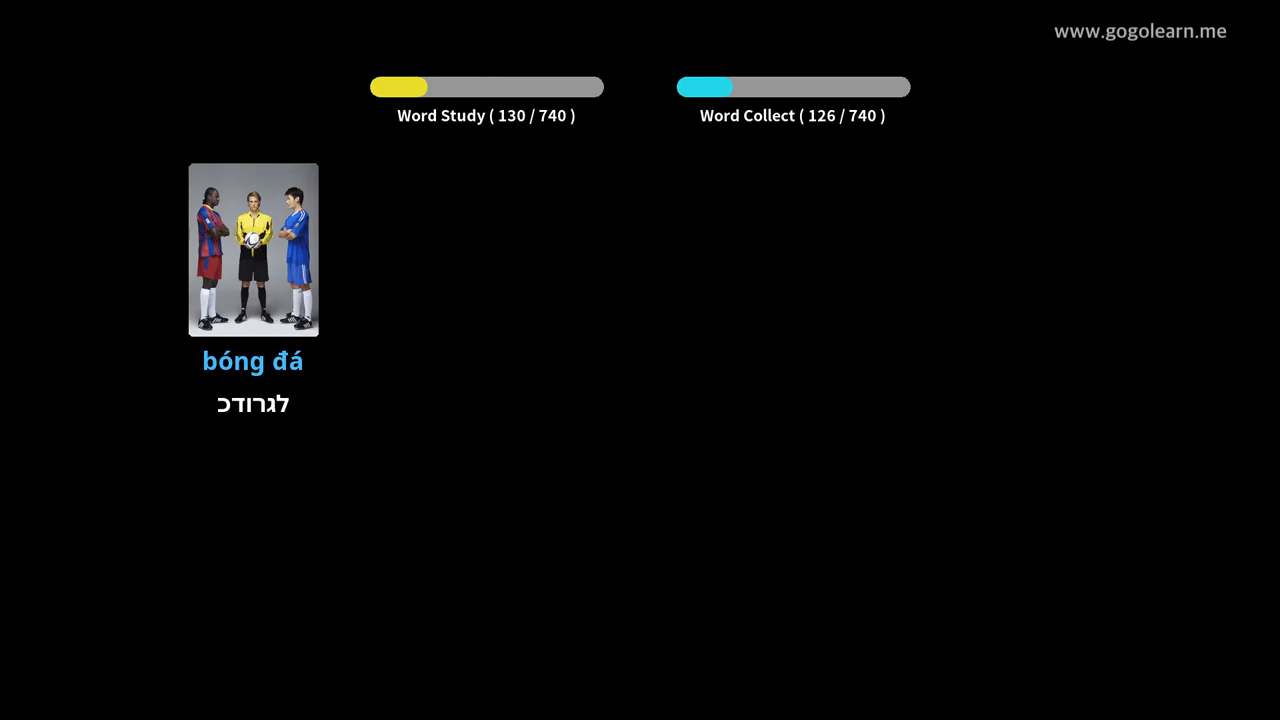 www.gogolearn.me
Word Study ( 130 / 740 )
Word Collect ( 126 / 740 )
bóng đá
לגרודכ